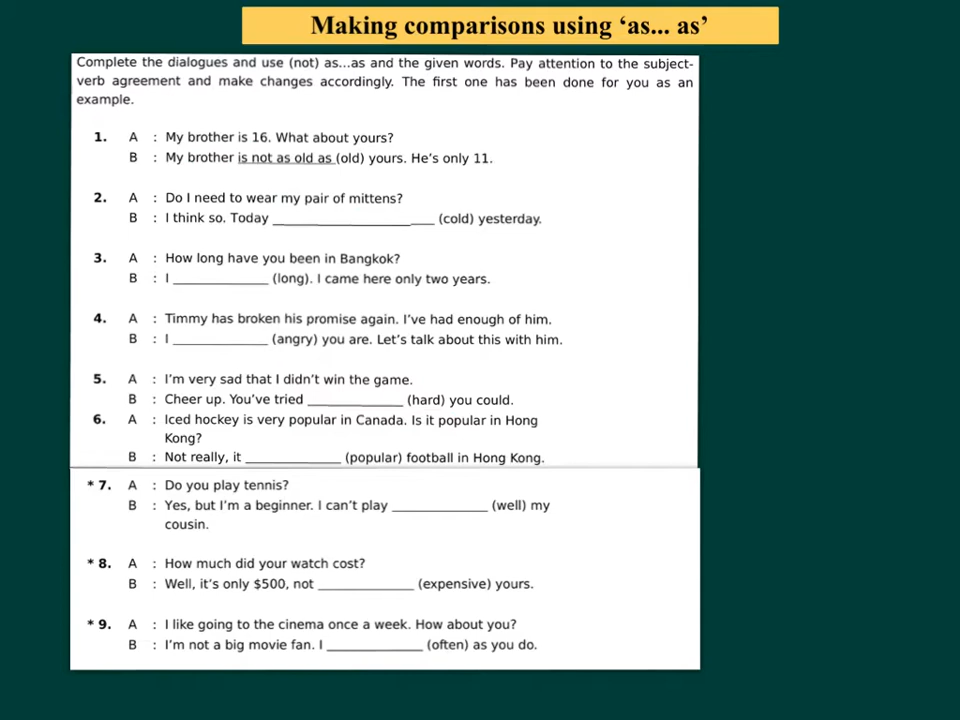 Making comparisons using ‘as... as’
Complete the dialogues and use (not) as...as and the given words. Pay attention to the subject-
verb agreement and make changes accordingly. The first one has been done for you as an
example.
1. A : My brother is 16. What about yours?
B : My brother is not as old as (old) yours. He’s only 11.
2. A : Do I need to wear my pair of mittens?
B : I think so. Today ____________________ (cold) yesterday.
3. A : How long have you been in Bangkok?
B : I ____________ (long). I came here only two years.
4. A : Timmy has broken his promise again. I’ve had enough of him.
B : I ____________ (angry) you are. Let’s talk about this with him.
5. A : I’m very sad that I didn’t win the game.
B : Cheer up. You’ve tried ____________ (hard) you could.
6. A : Iced hockey is very popular in Canada. Is it popular in Hong
Kong?
B : Not really, it ____________ (popular) football in Hong Kong.
* 7. A : Do you play tennis?
B : Yes, but I’m a beginner. I can’t play ____________ (well) my
cousin.
* 8. A : How much did your watch cost?
B : Well, it’s only $500, not ____________ (expensive) yours.
* 9. A : I like going to the cinema once a week. How about you?
B : I’m not a big movie fan. I ____________ (often) as you do.